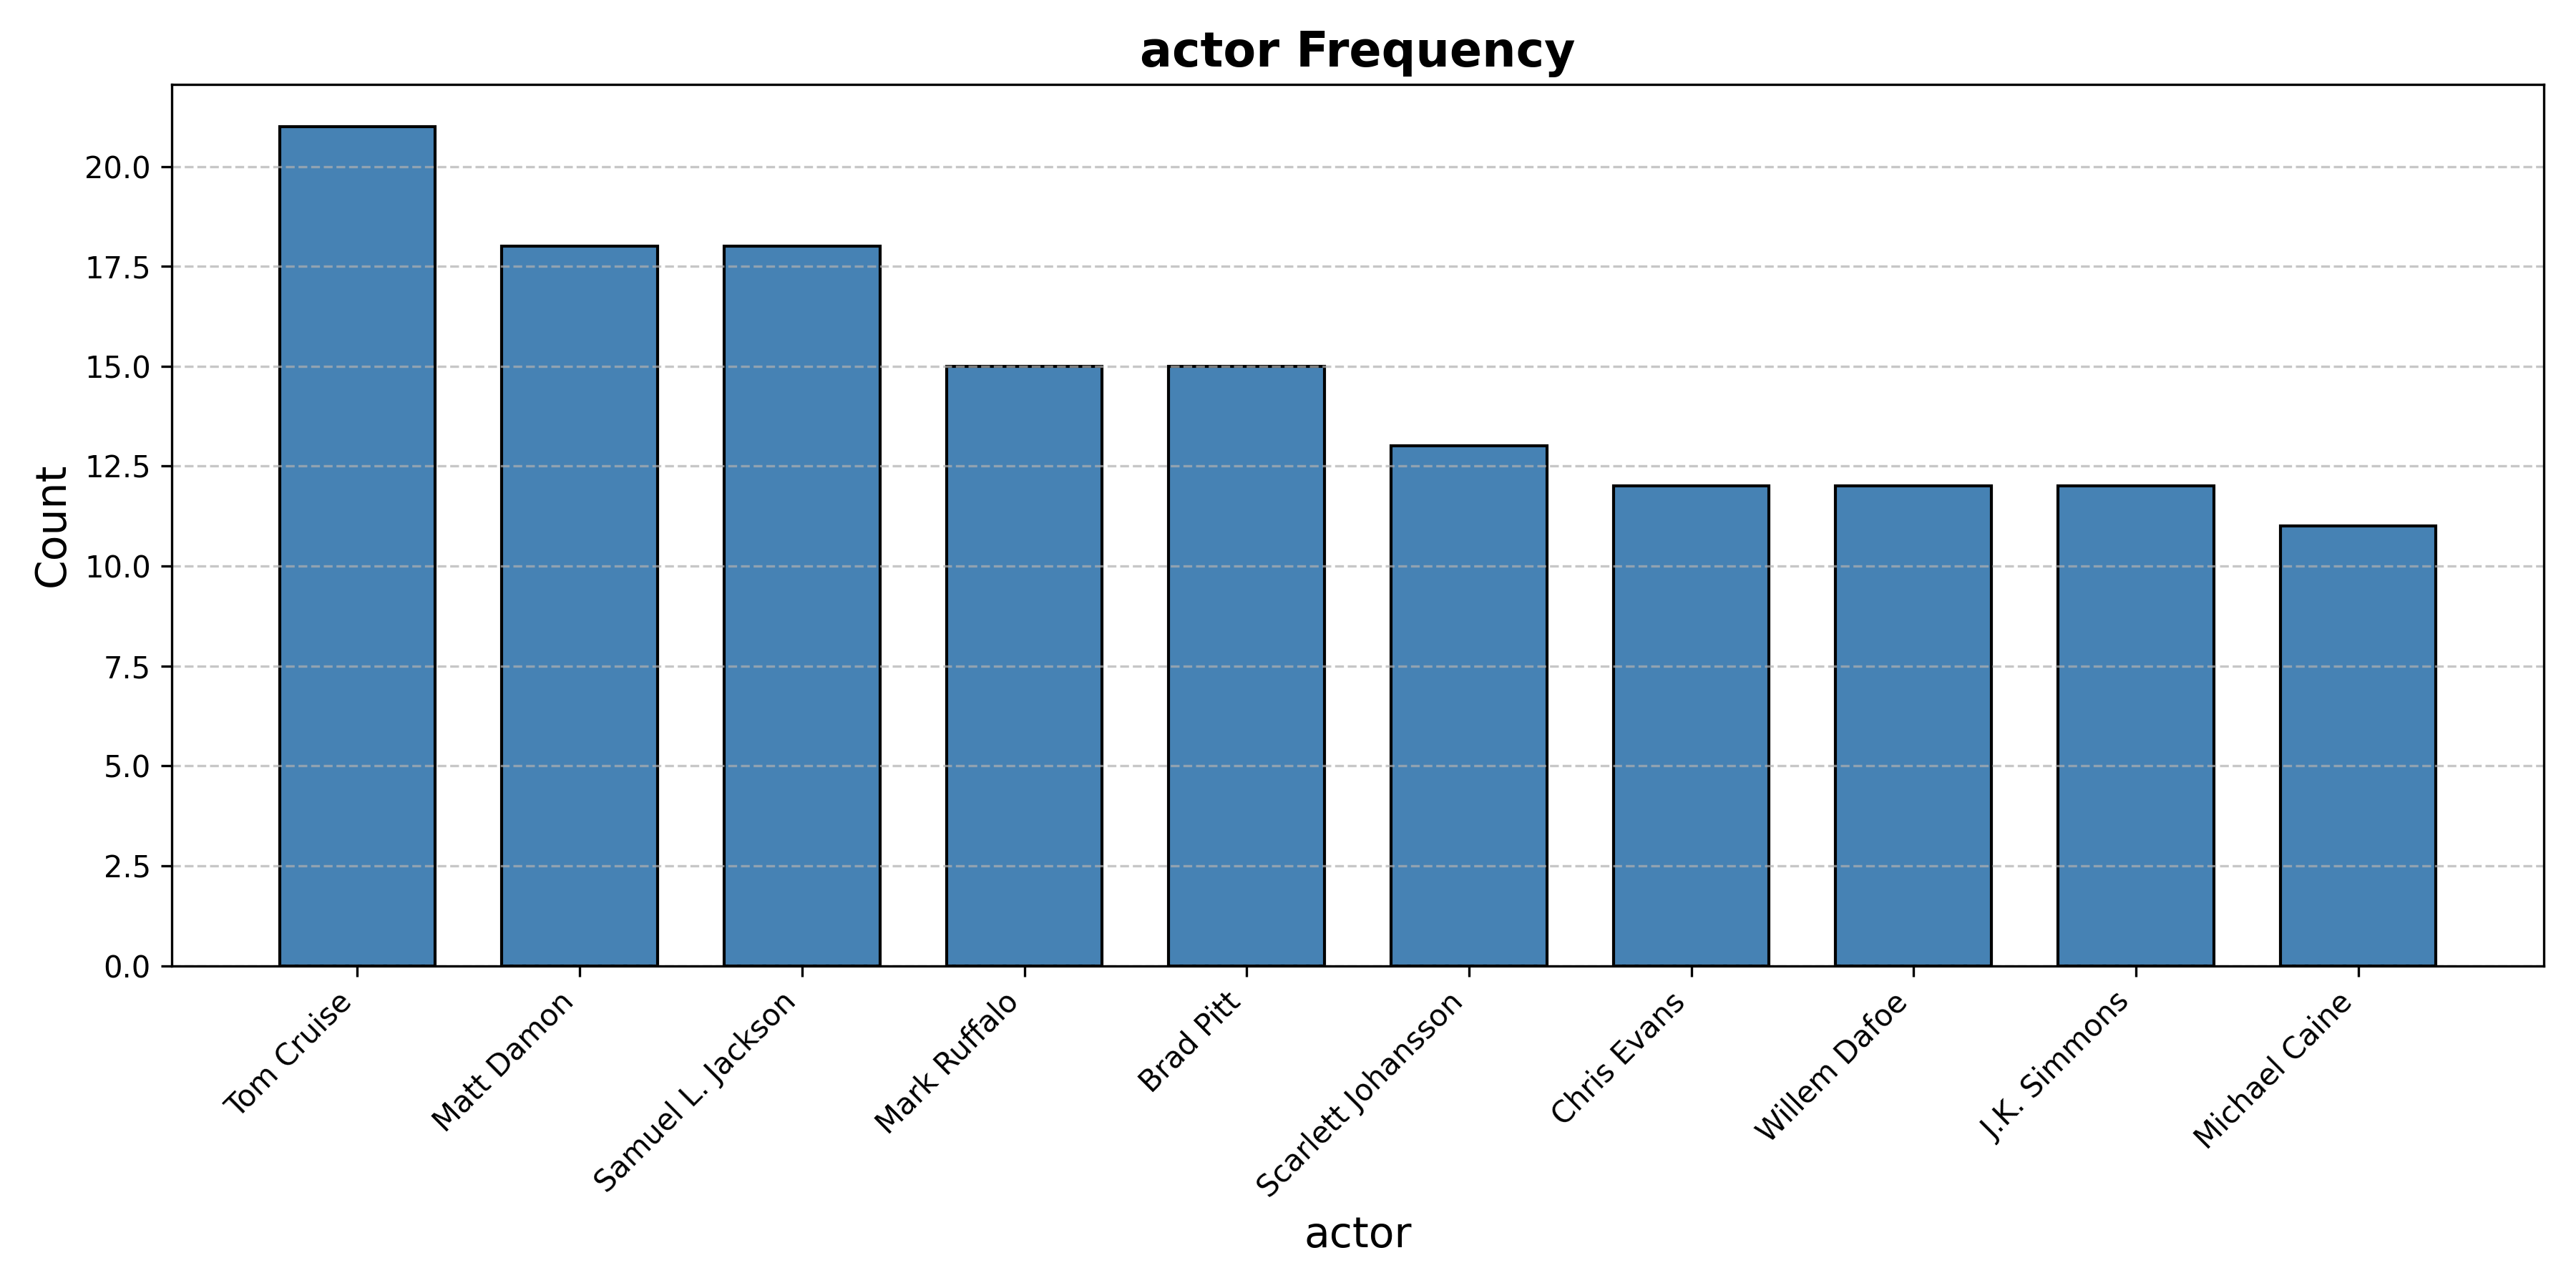 actor Frequency
Count
20.0
17.5
15.0
12.5
10.0
7.5
5.0
2.5
0.0
Tom Cruise
Matt Damon
Samuel L. Jackson
Mark Ruffalo
Brad Pitt
Scarlett Johansson
Chris Evans
Willem Dafoe
J.K. Simmons
Michael Caine
actor